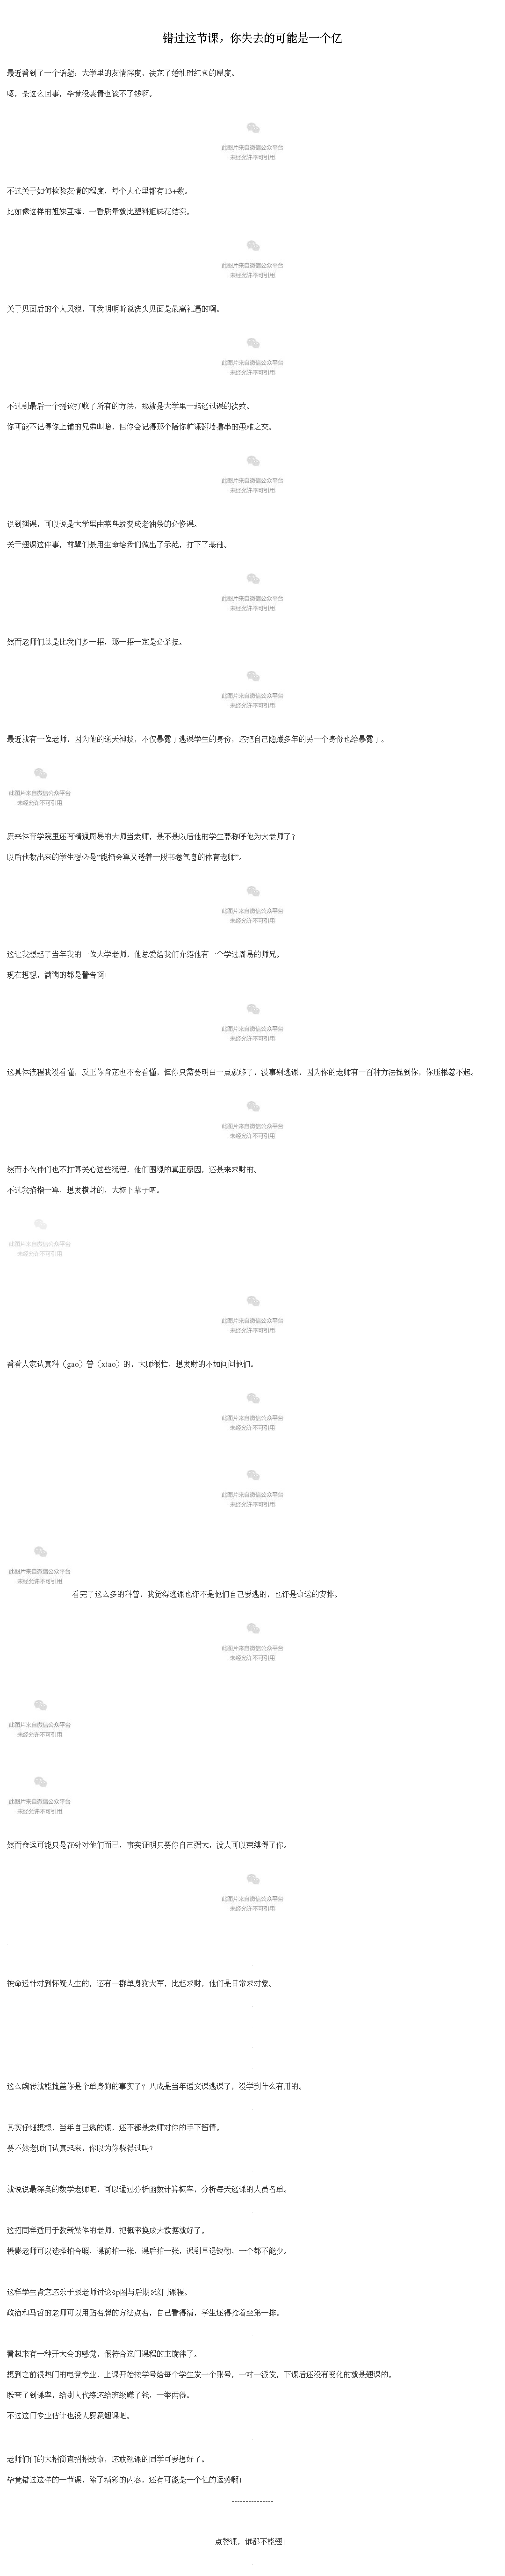 错过这节课，你失去的可能是一个亿
最近看到了一个话题：大学里的友情深度，决定了婚礼时红包的厚度。
嗯，是这么回事，毕竟没感情也谈不了钱啊。
此图片来自微信公众平台
未经允许不可引用
不过关于如何检验友情的程度，每个人心里都有13+数。
比如像这样的姐妹互撕，一看质量就比塑料姐妹花结实。
此图片来自微信公众平台
未经允许不可引用
关于见面后的个人风貌，可我明明听说洗头见面是最高礼遇的啊。
此图片来自微信公众平台
未经允许不可引用
不过到最后一个提议打败了所有的方法，那就是大学里一起逃过课的次数。
你可能不记得你上铺的兄弟叫啥，但你会记得那个陪你旷课翻墙撸串的患难之交。
此图片来自微信公众平台
未经允许不可引用
说到翘课，可以说是大学里由菜鸟蜕变成老油条的必修课。
关于翘课这件事，前辈们是用生命给我们做出了示范，打下了基础。
此图片来自微信公众平台
未经允许不可引用
然而老师们总是比我们多一招，那一招一定是必杀技。
此图片来自微信公众平台
未经允许不可引用
最近就有一位老师，因为他的逆天神技，不仅暴露了逃课学生的身份，还把自己隐藏多年的另一个身份也给暴露了。
此图片来自微信公众平台
未经允许不可引用
原来体育学院里还有精通周易的大师当老师，是不是以后他的学生要称呼他为大老师了？
以后他教出来的学生想必是“能掐会算又透着一股书卷气息的体育老师”。
此图片来自微信公众平台
未经允许不可引用
这让我想起了当年我的一位大学老师，他总爱给我们介绍他有一个学过周易的师兄。
现在想想，满满的都是警告啊！
此图片来自微信公众平台
未经允许不可引用
这具体流程我没看懂，反正你肯定也不会看懂，但你只需要明白一点就够了，没事别逃课，因为你的老师有一百种方法捉到你，你压根惹不起。
此图片来自微信公众平台
未经允许不可引用
然而小伙伴们也不打算关心这些流程，他们围观的真正原因，还是来求财的。
不过我掐指一算，想发横财的，大概下辈子吧。
此图片来自微信公众平台
未经允许不可引用
此图片来自微信公众平台
未经允许不可引用
看看人家认真科（gao）普（xiao）的，大师很忙，想发财的不如问问他们。
此图片来自微信公众平台
未经允许不可引用
此图片来自微信公众平台
未经允许不可引用
此图片来自微信公众平台
未经允许不可引用
看完了这么多的科普，我觉得逃课也许不是他们自己要逃的，也许是命运的安排。
此图片来自微信公众平台
未经允许不可引用
此图片来自微信公众平台
未经允许不可引用
此图片来自微信公众平台
未经允许不可引用
然而命运可能只是在针对他们而已，事实证明只要你自己强大，没人可以束缚得了你。
此图片来自微信公众平台
未经允许不可引用
被命运针对到怀疑人生的，还有一群单身狗大军，比起求财，他们是日常求对象。
这么婉转就能掩盖你是个单身狗的事实了？八成是当年语文课逃课了，没学到什么有用的。
其实仔细想想，当年自己逃的课，还不都是老师对你的手下留情。
要不然老师们认真起来，你以为你躲得过吗？
就说说最深奥的数学老师吧，可以通过分析函数计算概率，分析每天逃课的人员名单。
这招同样适用于教新媒体的老师，把概率换成大数据就好了。
摄影老师可以选择拍合照，课前拍一张，课后拍一张，迟到早退缺勤，一个都不能少。
这样学生肯定还乐于跟老师讨论《p图与后期》这门课程。
政治和马哲的老师可以用贴名牌的方法点名，自己看得清，学生还得抢着坐第一排。
看起来有一种开大会的感觉，很符合这门课程的主旋律了。
想到之前很热门的电竞专业，上课开始按学号给每个学生发一个账号，一对一派发，下课后还没有变化的就是翘课的。
既查了到课率，给别人代练还给班级赚了钱，一举两得。
不过这门专业估计也没人愿意翘课吧。
老师们们的大招简直招招致命，还敢翘课的同学可要想好了。
毕竟错过这样的一节课，除了精彩的内容，还有可能是一个亿的运势啊！
---------------
点赞课，谁都不能翘！